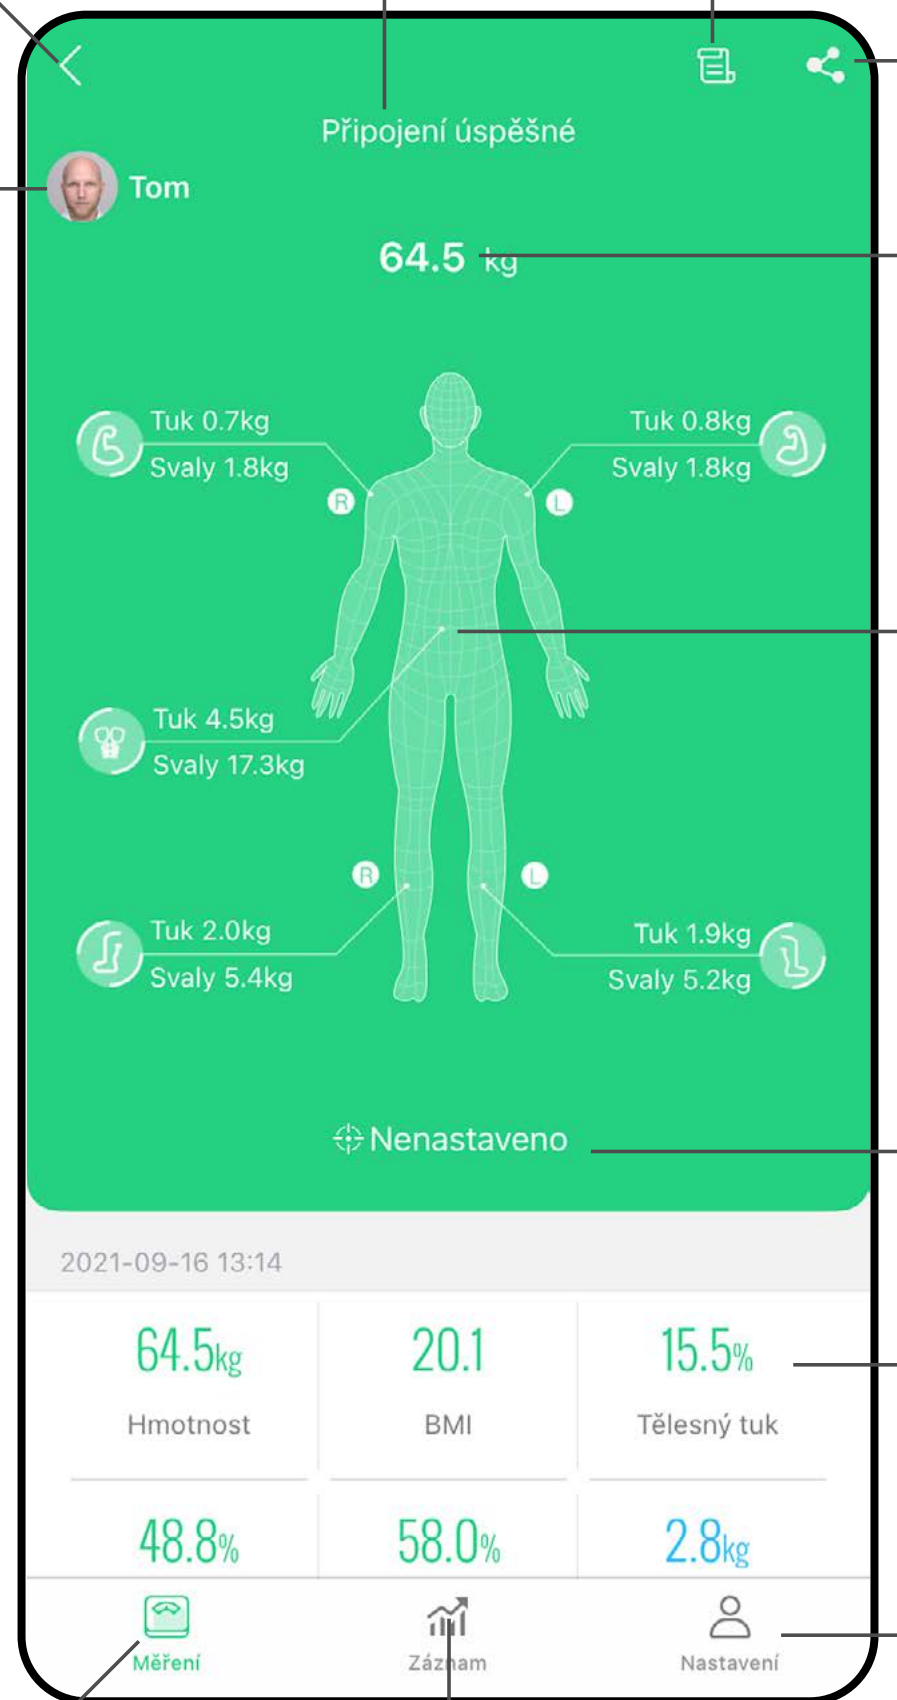 Připojení úspěšné
Tom
64.5 kg
Tuk 0.7kg
Svaly 1.8kg
Tuk 0.8kg
Svaly 1.8kg
R
L
Tuk 4.5kg
Svaly 17.3kg
R
L
Tuk 2.0kg
Svaly 5.4kg
Tuk 1.9kg
Svaly 5.2kg
Nenastaveno
2021-09-16 13:14
64.5kg
20.1
15.5%
Hmotnost
BMI
Tělesný tuk
48.8%
58.0%
2.8kg
Měření
Záznam
Nastavení